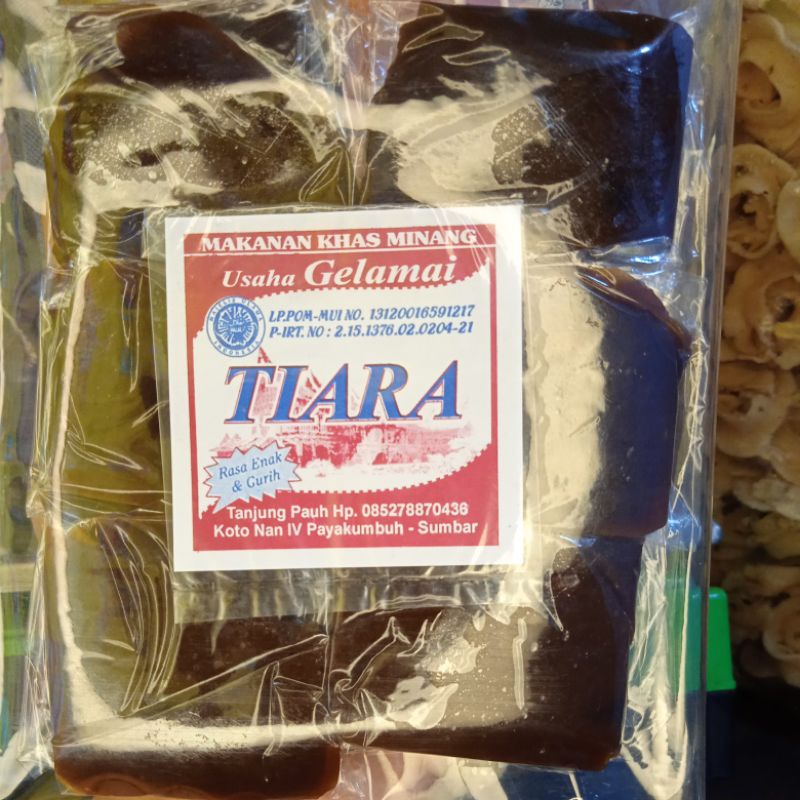 MAKANAN KHAS MINANG
Usaha Gelamai
LP.POM-MUI NO. 13120016591217
P-IRT. NO : 2.15.1376.02.0204-21
TIARA
Rasa Enak
& Gurih
Tanjung Pauh Hp. 085278870436
Koto Nan IV Payakumbuh - Sumbar